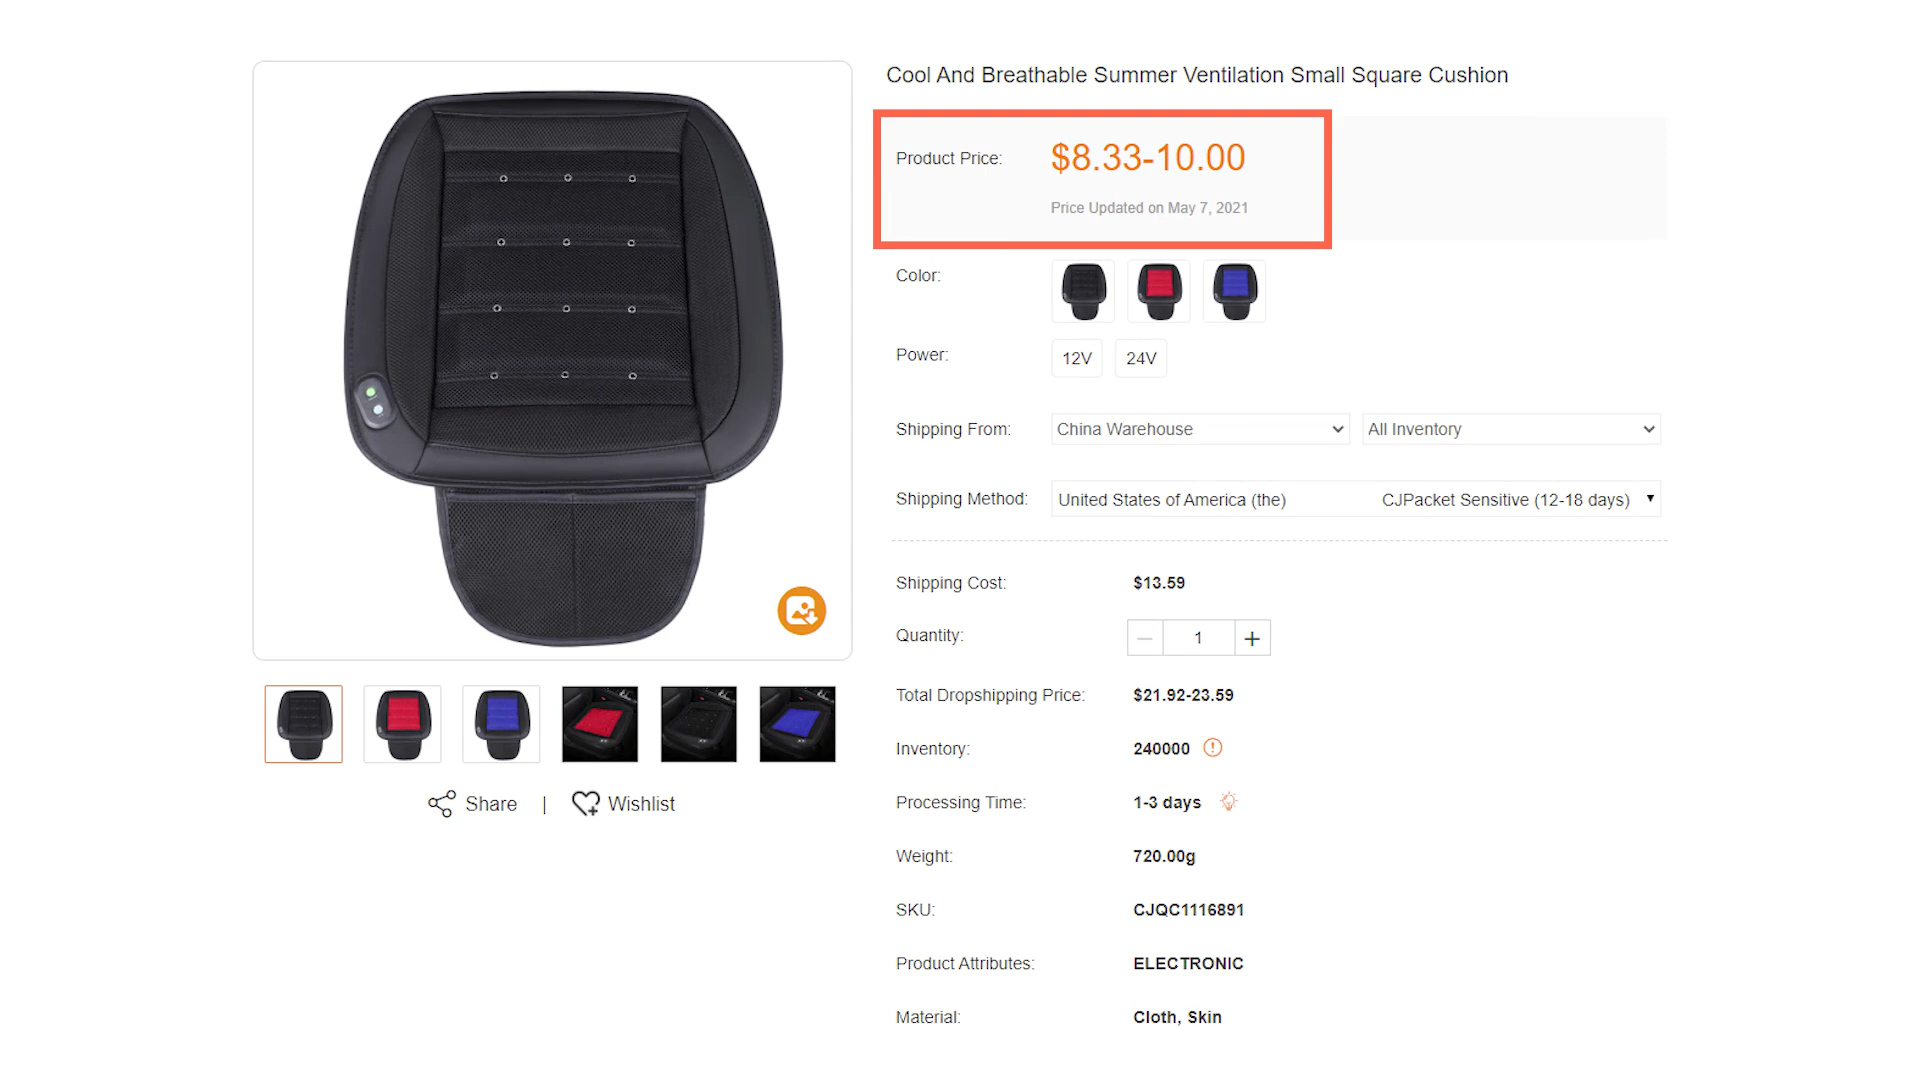 Cool And Breathable Summer Ventilation Small Square Cushion
Product Price: $8.33-10.00
Price Updated on May 7, 2021
Color:
Power: 12V 24V
Shipping From: China Warehouse All Inventory
Shipping Method: United States of America (the) CJPacket Sensitive (12-18 days)
Shipping Cost: $13.59
Quantity: 1
Total Dropshipping Price: $21.92-23.59
Inventory: 240000
Processing Time: 1-3 days
Weight: 720.00g
SKU: CJQC1116891
Product Attributes: ELECTRONIC
Material: Cloth, Skin
Share | Wishlist